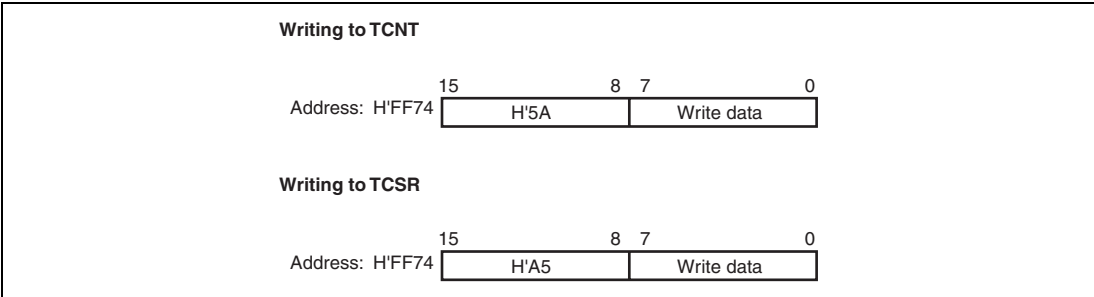 Writing to TCNT
15 8 7 0
Address: H'FF74 H'5A Write data
Writing to TCSR
15 8 7 0
Address: H'FF74 H'A5 Write data